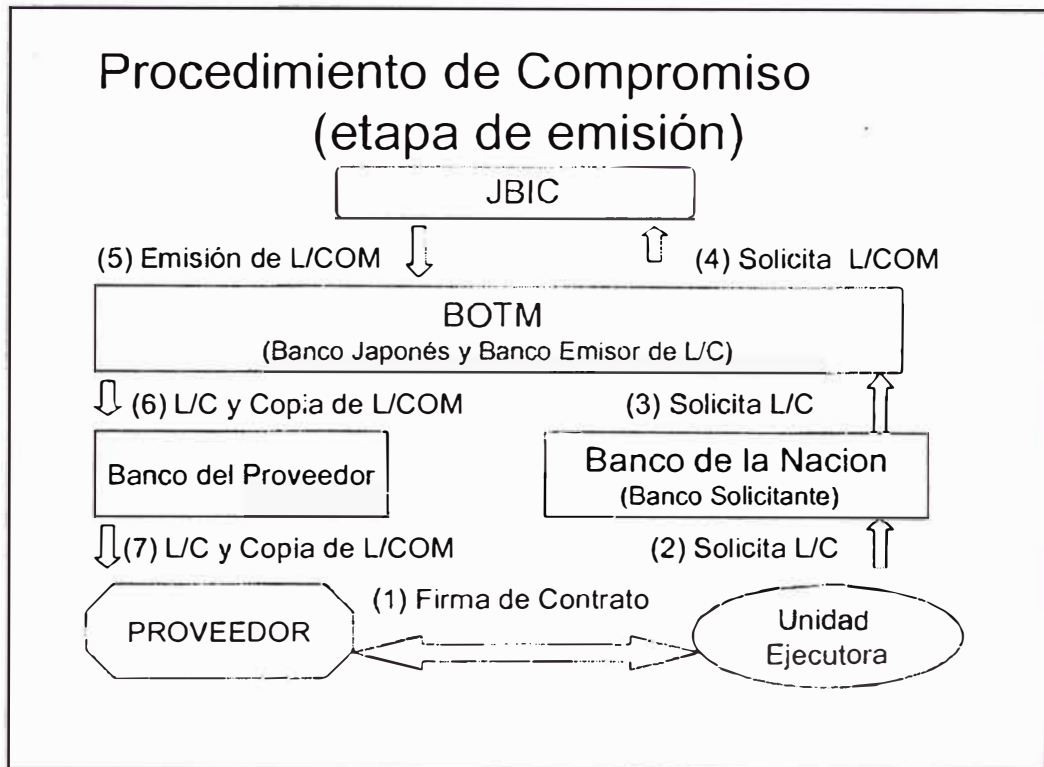 Procedimiento de Compromiso
(etapa de emisión)
JBIC
(5) Emisión de L/COM
(4) Solicita L/COM
BOTM
(Banco Japonés y Banco Emisor de L/C)
(6) L/C y Copia de L/COM
(3) Solicita L/C
Banco del Proveedor
Banco de la Nacion
(Banco Solicitante)
(7) L/C y Copia de L/COM
(2) Solicita L/C
(1) Firma de Contrato
PROVEEDOR
Unidad
Ejecutora